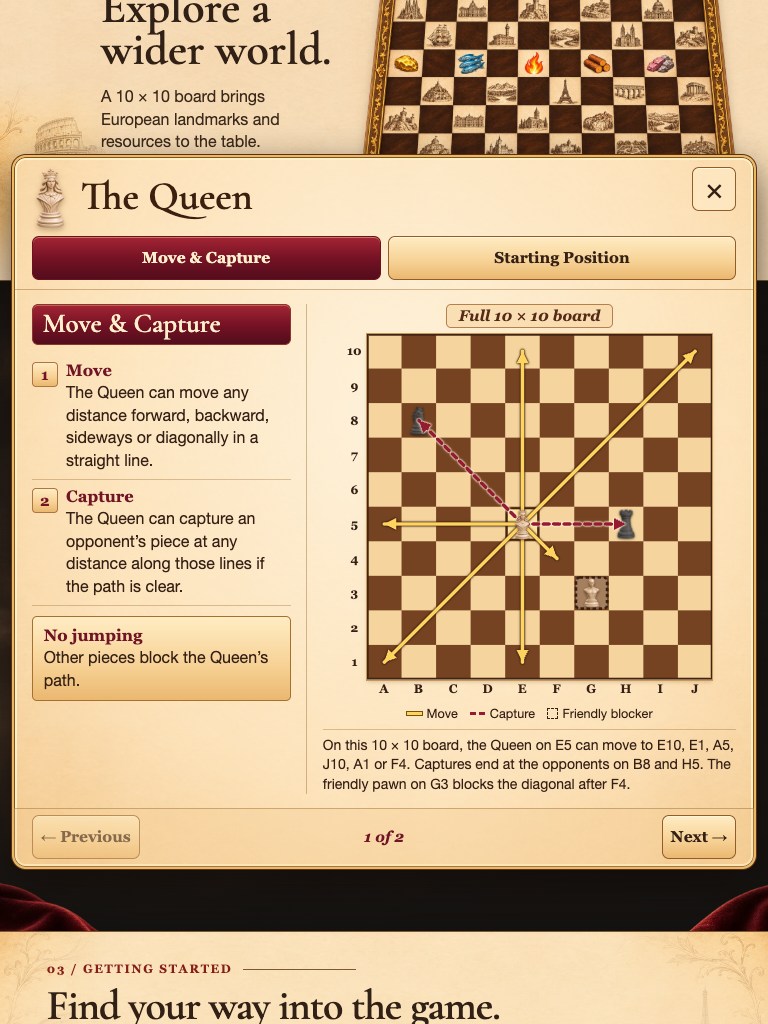 Explore a
wider world.
A 10 × 10 board brings
European landmarks and
resources to the table.
The Queen
×
Move & Capture
Starting Position
Move & Capture
1 Move
The Queen can move any
distance forward, backward,
sideways or diagonally in a
straight line.
2 Capture
The Queen can capture an
opponent’s piece at any
distance along those lines if
the path is clear.
No jumping
Other pieces block the Queen’s
path.
Full 10 × 10 board
10
9
8
7
6
5
4
3
2
1
A B C D E F G H I J
Move Capture Friendly blocker
On this 10 × 10 board, the Queen on E5 can move to E10, E1, A5,
J10, A1 or F4. Captures end at the opponents on B8 and H5. The
friendly pawn on G3 blocks the diagonal after F4.
← Previous
1 of 2
Next →
03 / GETTING STARTED
Find your way into the game.